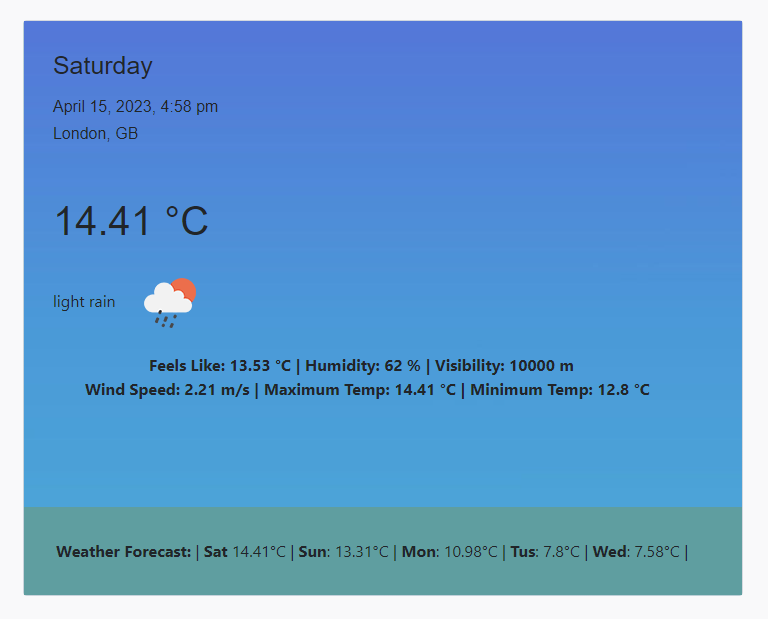 Saturday
April 15, 2023, 4:58 pm
London, GB
14.41 °C
light rain
Feels Like: 13.53 °C | Humidity: 62 % | Visibility: 10000 m
Wind Speed: 2.21 m/s | Maximum Temp: 14.41 °C | Minimum Temp: 12.8 °C
Weather Forecast: | Sat 14.41°C | Sun: 13.31°C | Mon: 10.98°C | Tus: 7.8°C | Wed: 7.58°C |